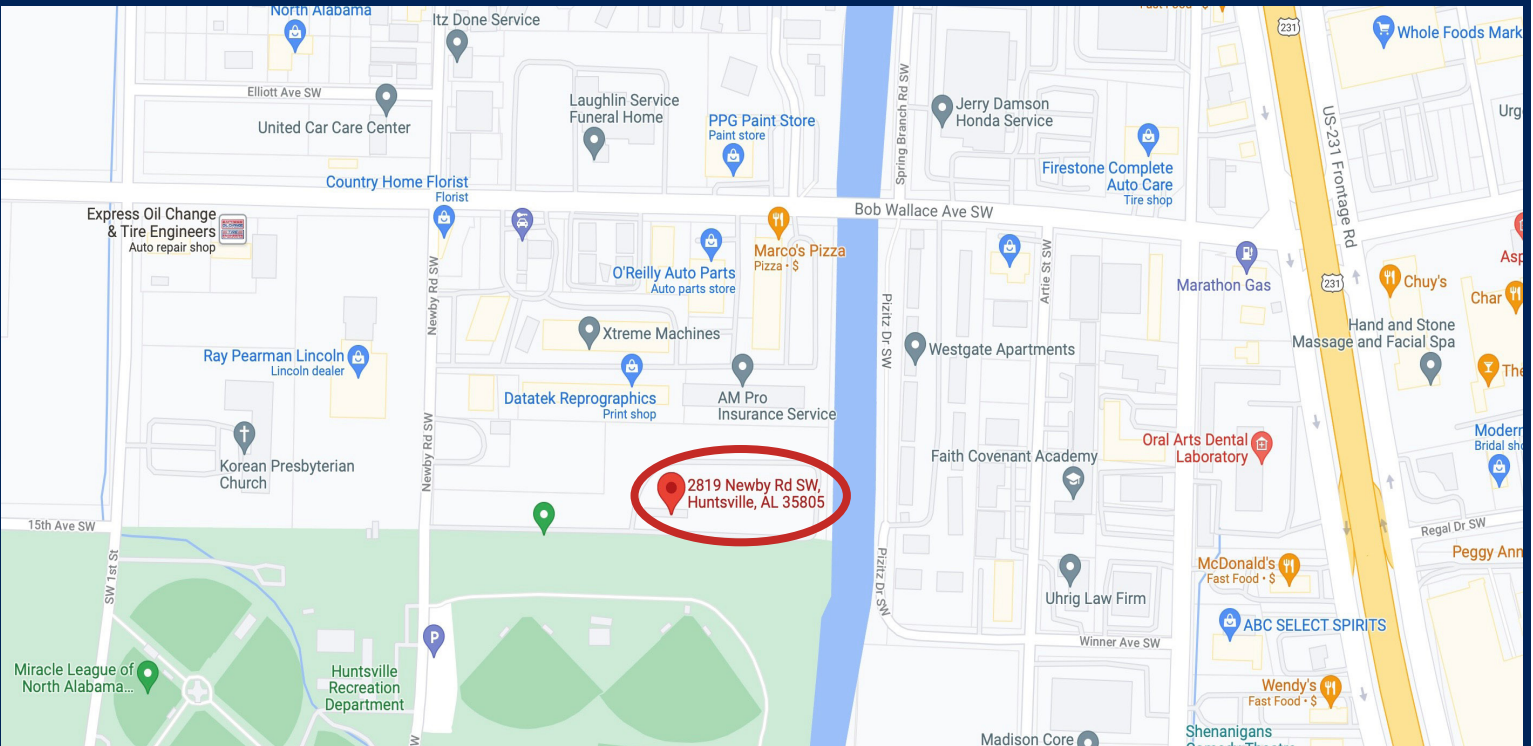 North Alabama
Itz Done Service
231
Whole Foods Mark
Elliott Ave SW
United Car Care Center
Laughlin Service
Funeral Home
PPG Paint Store
Paint store
Spring Branch Rd SW
Jerry Damson
Honda Service
US-231 Frontage Rd
Urg
Firestone Complete
Auto Care
Tire shop
Country Home Florist
Florist
Bob Wallace Ave SW
Express Oil Change
& Tire Engineers
Auto repair shop
Marco's Pizza
Pizza · $
O'Reilly Auto Parts
Auto parts store
Newby Rd SW
Artie St SW
Marathon Gas
231
Chuy's
Asp
Char
Pizitz Dr SW
Xtreme Machines
Westgate Apartments
Hand and Stone
Massage and Facial Spa
Ray Pearman Lincoln
Lincoln dealer
The
Datatek Reprographics
Print shop
AM Pro
Insurance Service
Newby Rd SW
Korean Presbyterian
Church
Faith Covenant Academy
Oral Arts Dental
Laboratory
Modern
Bridal sho
2819 Newby Rd SW,
Huntsville, AL 35805
15th Ave SW
Regal Dr SW
SW 1st St
Pizitz Dr SW
McDonald's
Fast Food · $
Peggy Ann
Uhrig Law Firm
ABC SELECT SPIRITS
P
Winner Ave SW
Miracle League of
North Alabama...
Huntsville
Recreation
Department
Wendy's
Fast Food · $
Shenanigans
Madison Core
W